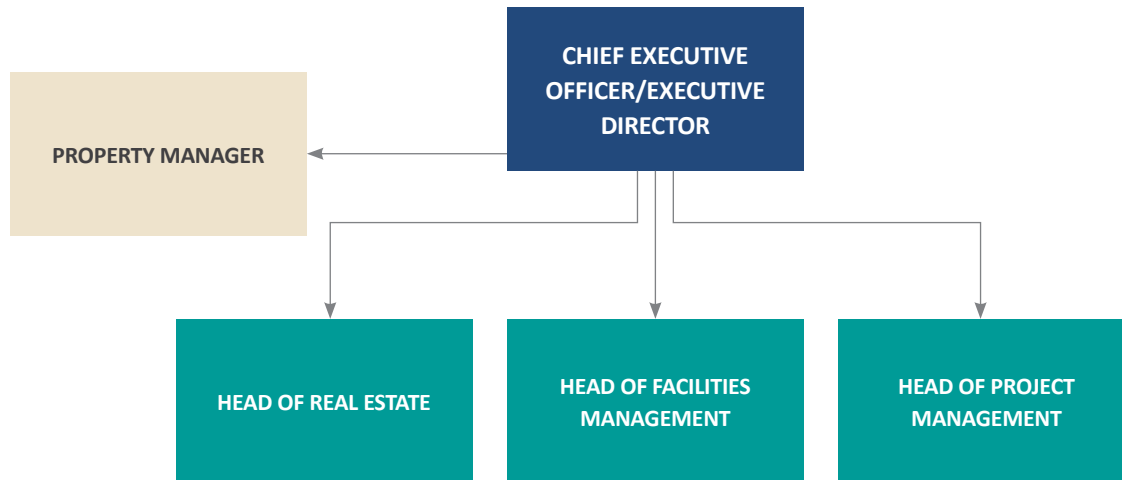 CHIEF EXECUTIVE
OFFICER/EXECUTIVE
DIRECTOR
PROPERTY MANAGER
HEAD OF REAL ESTATE
HEAD OF FACILITIES
MANAGEMENT
HEAD OF PROJECT
MANAGEMENT